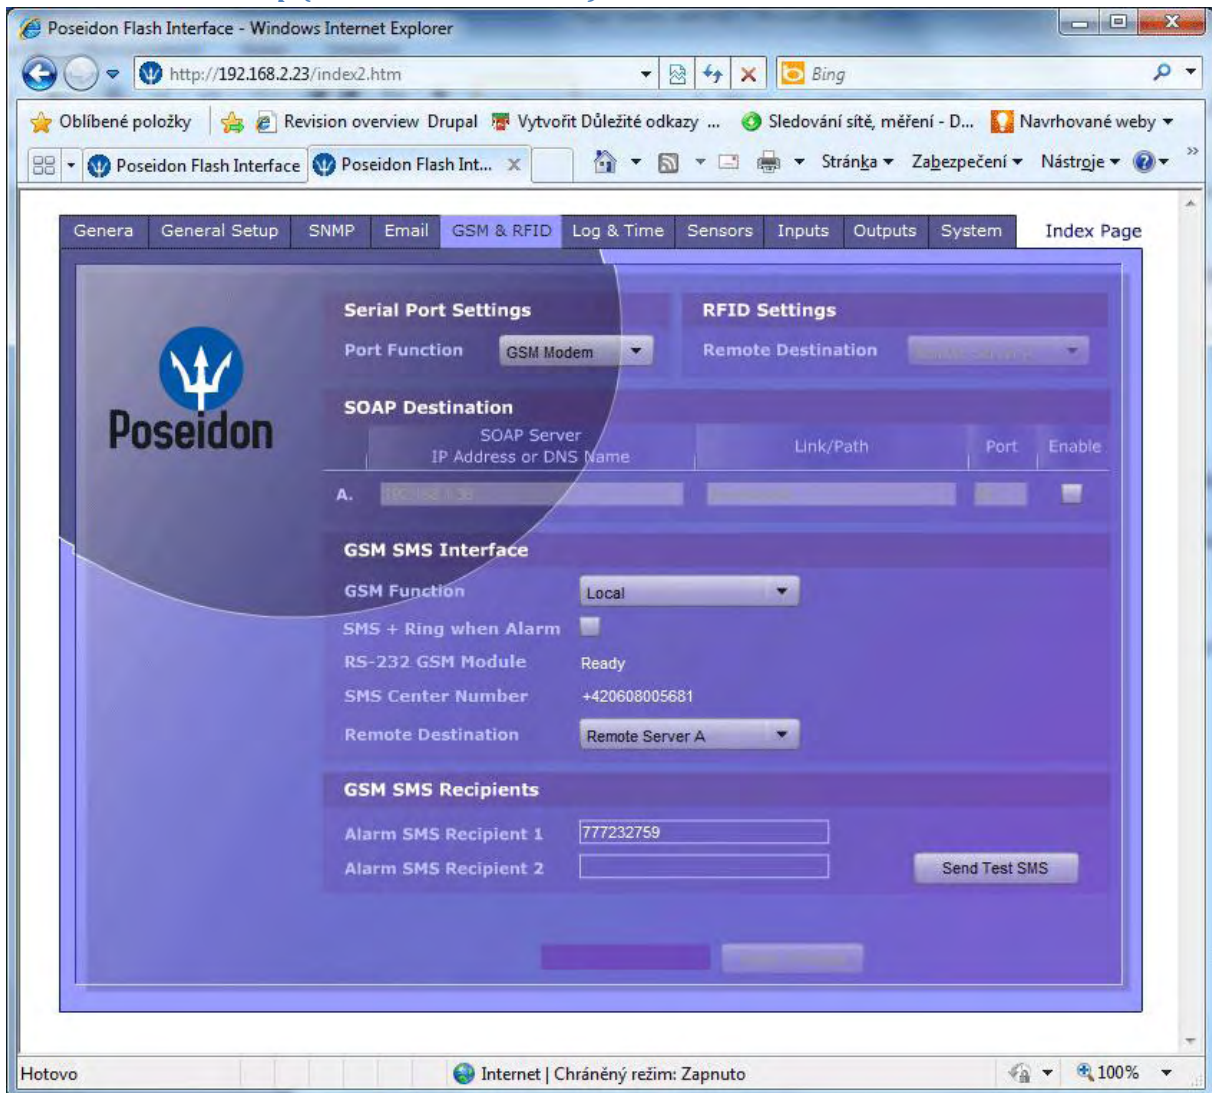 Poseidon Flash Interface - Windows Internet Explorer
http://192.168.2.23/index2.htm
Bing
Oblíbené položky
Revision overview Drupal
Vytvořit Důležité odkazy ...
Sledování sítě, měření - D...
Navrhované weby
Poseidon Flash Interface
Poseidon Flash Int...
Stránka
Zabezpečení
Nástroje
Genera
General Setup
SNMP
Email
GSM & RFID
Log & Time
Sensors
Inputs
Outputs
System
Index Page
Poseidon
Serial Port Settings
Port Function
GSM Modem
RFID Settings
Remote Destination
SOAP Destination
SOAP Server
IP Address or DNS Name
Link/Path
Port
Enable
A.
GSM SMS Interface
GSM Function
Local
SMS + Ring when Alarm
RS-232 GSM Module
Ready
SMS Center Number
+420608005681
Remote Destination
Remote Server A
GSM SMS Recipients
Alarm SMS Recipient 1
777232759
Alarm SMS Recipient 2
Send Test SMS
Hotovo
Internet | Chráněný režim: Zapnuto
100%